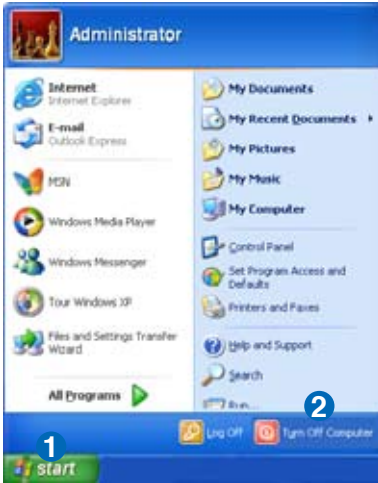 Administrator
Internet
Internet Explorer
E-mail
Outlook Express
MSN
Windows Media Player
Windows Messenger
Tour Windows XP
Files and Settings Transfer
Wizard
All Programs
My Documents
My Recent Documents
My Pictures
My Music
My Computer
Control Panel
Set Program Access and
Defaults
Printers and Faxes
Help and Support
Search
Run...
2
Log Off
Turn Off Computer
1
start